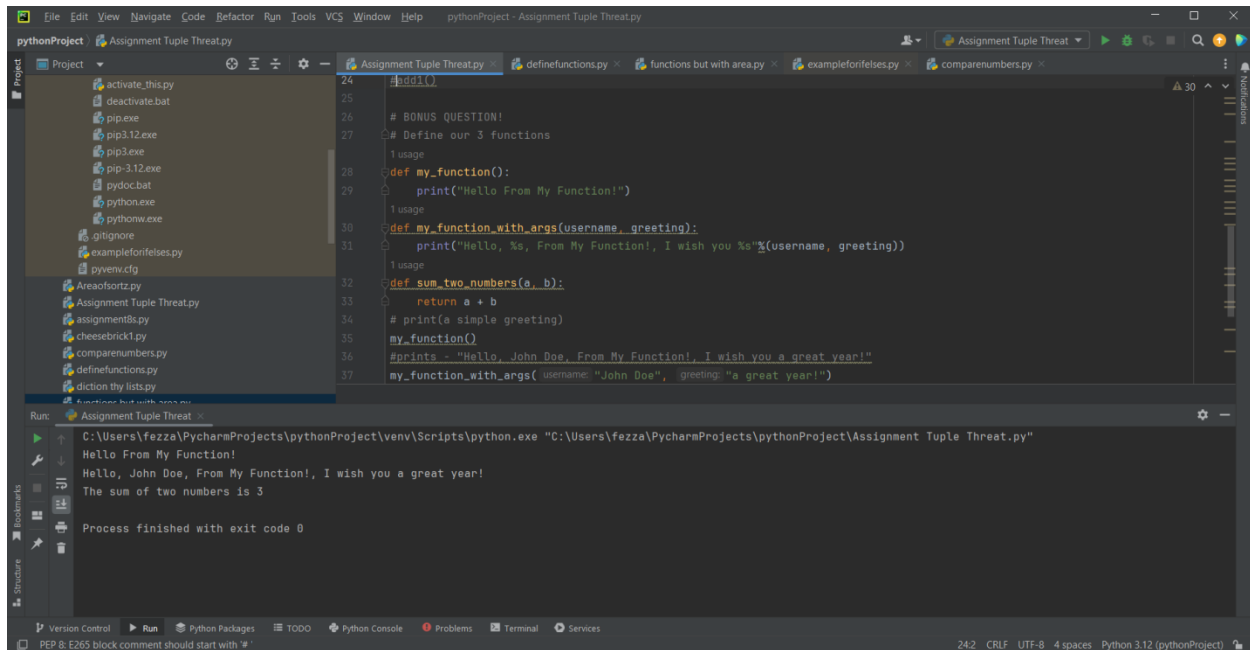 File Edit View Navigate Code Refactor Run Tools VCS Window Help pythonProject - Assignment Tuple Threat.py
pythonProject Assignment Tuple Threat.py Assignment Tuple Threat
Project
Project
Assignment Tuple Threat.py definefunctions.py functions but with area.py exampleforifelses.py comparenumbers.py
Notifications
activate_this.py
deactivate.bat
pip.exe
pip3.12.exe
pip3.exe
pip-3.12.exe
pydoc.bat
python.exe
pythonw.exe
.gitignore
exampleforifelses.py
pyvenv.cfg
Areaofsortz.py
Assignment Tuple Threat.py
assignment8s.py
cheesebrick1.py
comparenumbers.py
definefunctions.py
diction thy lists.py
functions but with area.py
30
24 #add1()
25
26 # BONUS QUESTION!
27 # Define our 3 functions
1 usage
28 def my_function():
29 print("Hello From My Function!")
1 usage
30 def my_function_with_args(username, greeting):
31 print("Hello, %s, From My Function!, I wish you %s"%(username, greeting))
1 usage
32 def sum_two_numbers(a, b):
33 return a + b
34 # print(a simple greeting)
35 my_function()
36 #prints - "Hello, John Doe, From My Function!, I wish you a great year!"
37 my_function_with_args( username: "John Doe", greeting: "a great year!")
Run: Assignment Tuple Threat
C:\Users\fezza\PycharmProjects\pythonProject\venv\Scripts\python.exe "C:\Users\fezza\PycharmProjects\pythonProject\Assignment Tuple Threat.py"
Hello From My Function!
Hello, John Doe, From My Function!, I wish you a great year!
The sum of two numbers is 3
Process finished with exit code 0
Bookmarks
Structure
Version Control Run Python Packages TODO Python Console Problems Terminal Services
PEP 8: E265 block comment should start with '# ' 24:2 CRLF UTF-8 4 spaces Python 3.12 (pythonProject)